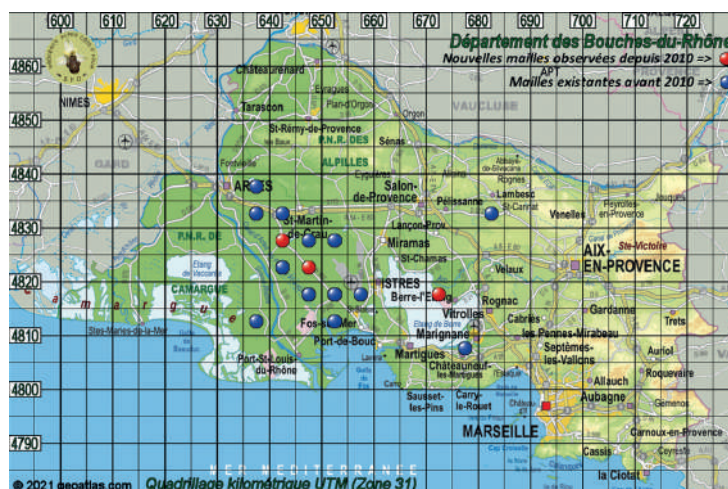 600 610 620 630 640 650 660 670 680 690 700 710 720
Département des Bouches-du-Rhône
Nouvelles mailles observées depuis 2010 =>
Mailles existantes avant 2010 =>
4860
Châteaurenard
APT
NIMES
Eyragues
VAUCLUSE
Plan-d'Orgon
Tarascon
Orgon
4850
St-Rémy-de-Provence
P.N.R. DES
Sénas
GARD
ALPILLES
Fontvieille
Rognes
4840
Salon-de-Provence
Lambesc
Pélissanne
St-Cannat
Peyrolles-en-Provence
Jouques
4830
St-Martin-de-Crau
Lançon-Prov
Venelles
P.N.R. DE
Miramas
AIX-EN-PROVENCE
Ste-Victoire
St-Chamas
Velaux
4820
CAMARGUE
ISTRES
Berre-l'Etang
Rognac
Vitrolles
Gardanne
Trets
Cabriès
4810
Stes-Maries-de-la-Mer
Fos-sur-Mer
Marignane
les Pennes-Mirabeau
Port-de-Bouc
Martigues
Septèmes-les-Vallons
Auriol
Port-St-Louis-du-Rhône
Châteauneuf-les-Martigues
Roquevaire
Allauch
4800
Sausset-les-Pins
Carry-le-Rouet
Aubagne
Gémenos
MARSEILLE
Carnoux-en-Provence
4790
Cassis
Ceyreste
MER MEDITERRANEE
la Ciotat
© 2021 geoatlas.com
Quadrillage kilométrique UTM (Zone 31)